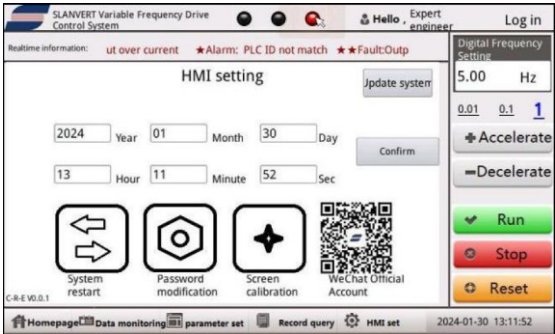 SLANVERT Variable Frequency Drive
Control System
Hello , Expert
engineer
Log in
Realtime information:
ut over current ★Alarm: PLC ID not match ★★Fault:Outp
Digital Frequency
Setting
HMI setting
Update system
5.00 Hz
0.01 0.1 1
2024 Year 01 Month 30 Day
Accelerate
Confirm
13 Hour 11 Minute 52 Sec
Decelerate
Run
Stop
System
restart
Password
modification
Screen
calibration
WeChat Official
Account
Reset
C-R-E V0.0.1
Homepage Data monitoring parameter set Record query HMI set 2024-01-30 13:11:52